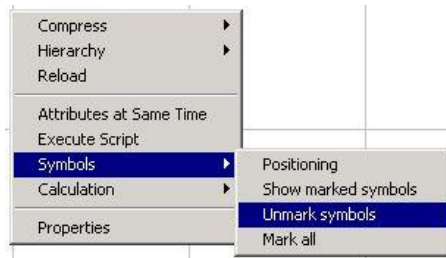 Compress
Hierarchy
Reload
Attributes at Same Time
Execute Script
Symbols
Calculation
Properties
Positioning
Show marked symbols
Unmark symbols
Mark all